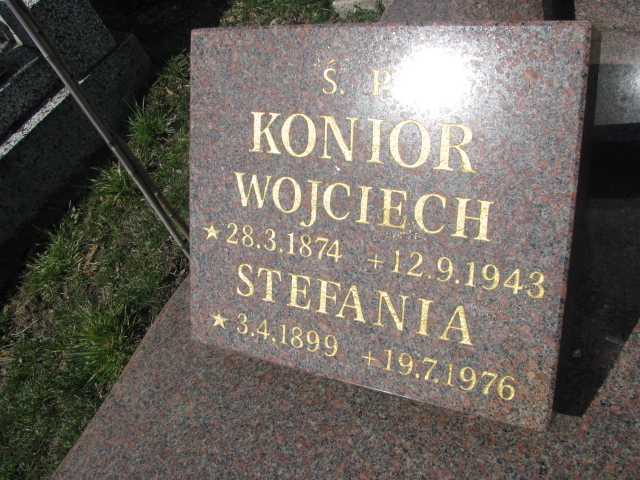 Ś. P.
KONIOR
WOJCIECH
★28.3.1874 +12.9.1943
STEFANIA
★3.4.1899 +19.7.1976